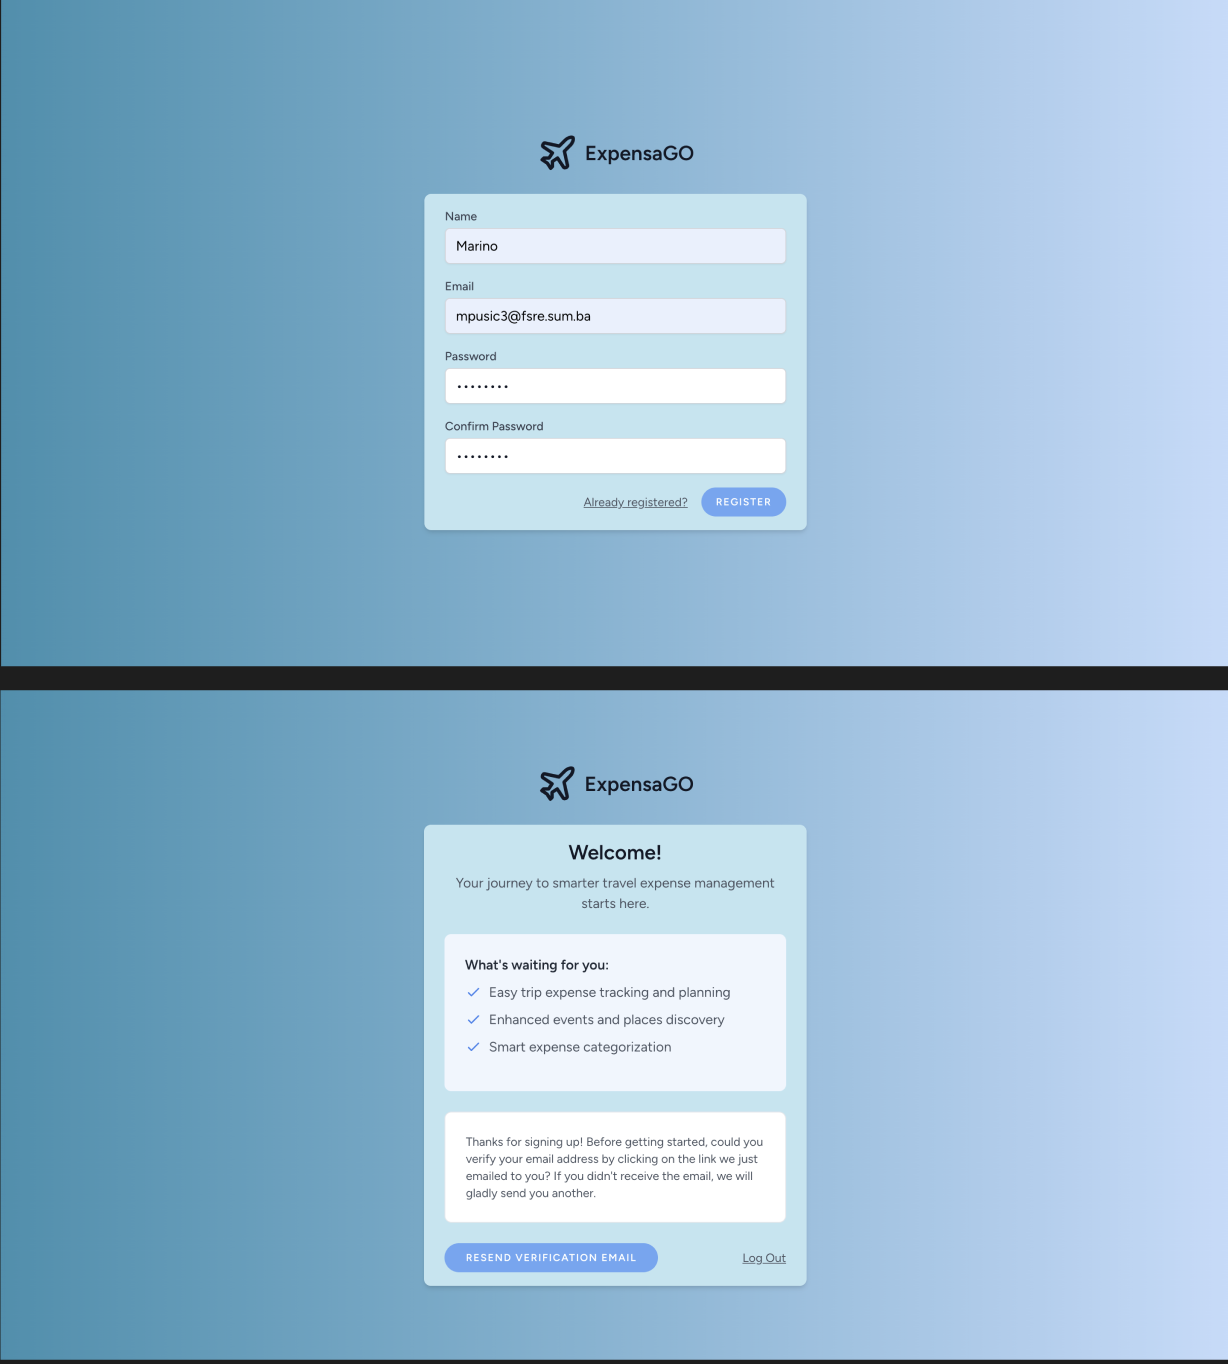 ExpensaGO
Name
Marino
Email
mpusic3@fsre.sum.ba
Password
••••••••
Confirm Password
••••••••
Already registered? REGISTER
ExpensaGO
Welcome!
Your journey to smarter travel expense management
starts here.
What's waiting for you:
Easy trip expense tracking and planning
Enhanced events and places discovery
Smart expense categorization
Thanks for signing up! Before getting started, could you
verify your email address by clicking on the link we just
emailed to you? If you didn't receive the email, we will
gladly send you another.
RESEND VERIFICATION EMAIL Log Out